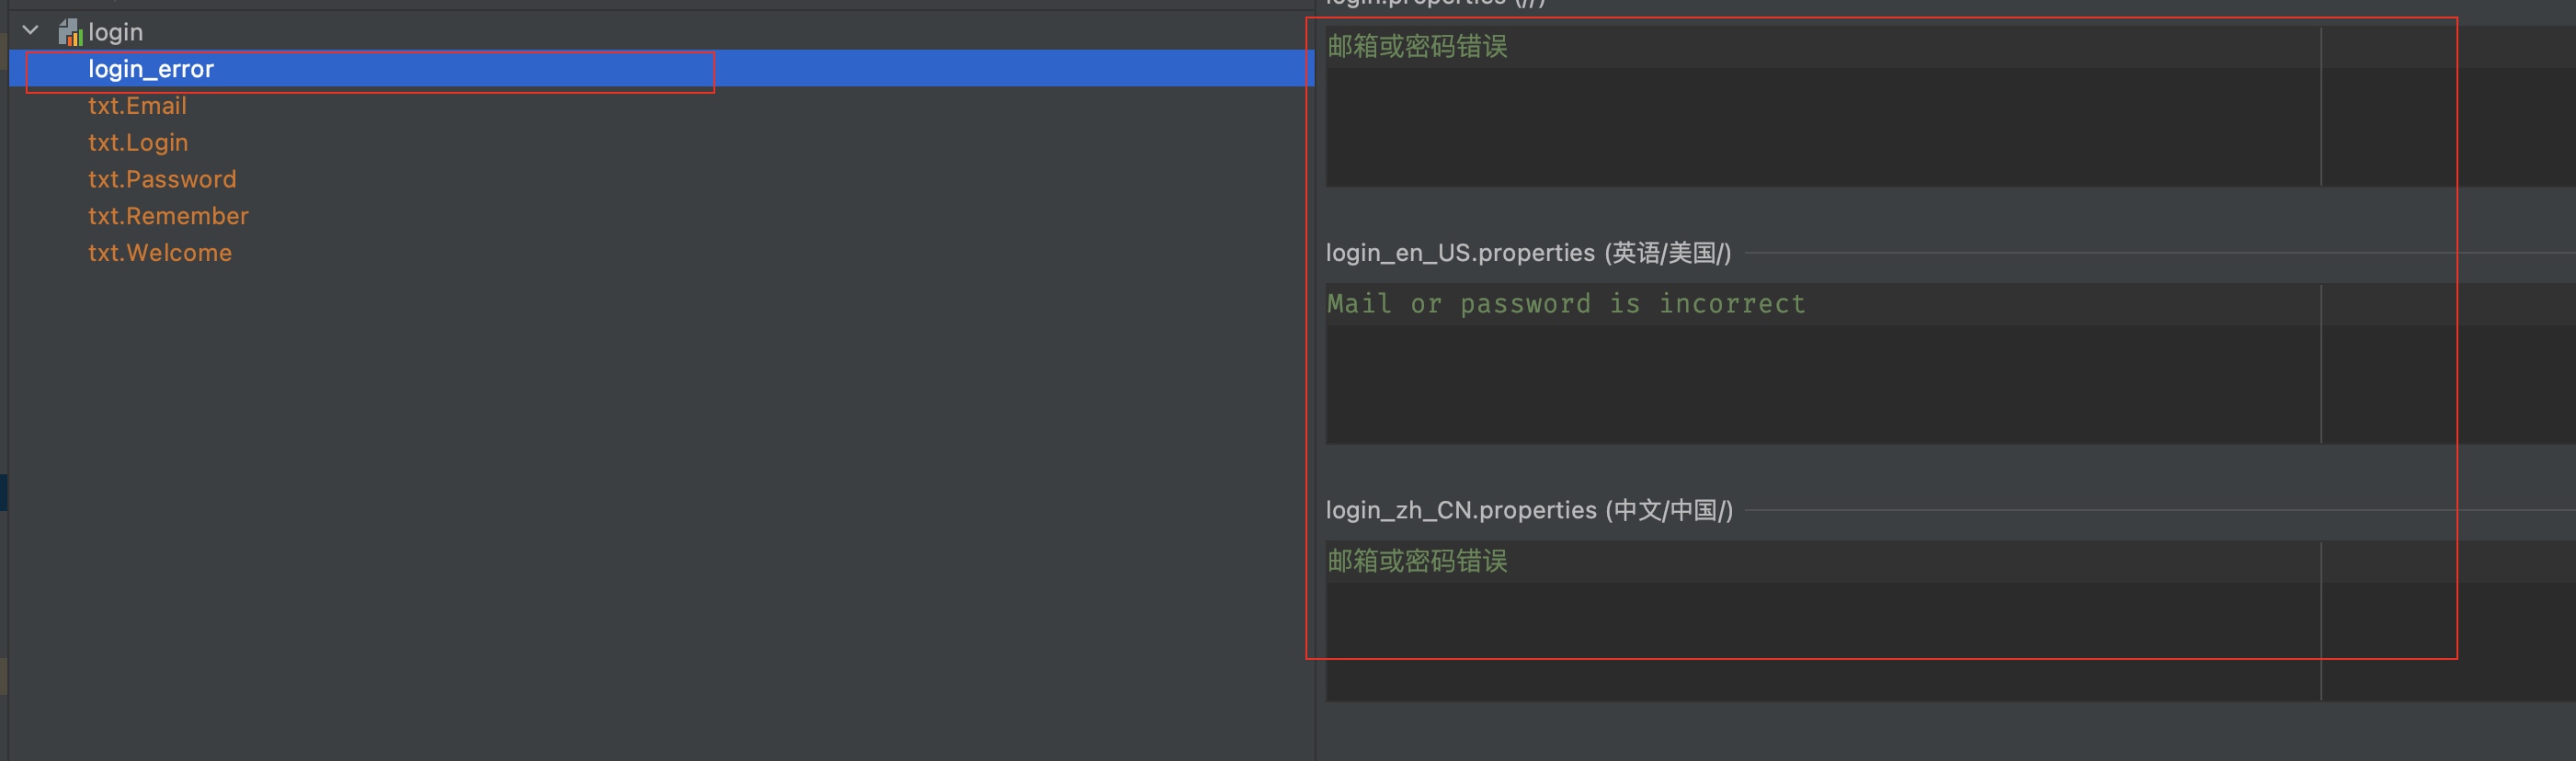 login.properties (//)
login
login_error
txt.Email
txt.Login
txt.Password
txt.Remember
txt.Welcome
邮箱或密码错误
login_en_US.properties (英语/美国/)
Mail or password is incorrect
login_zh_CN.properties (中文/中国/)
邮箱或密码错误